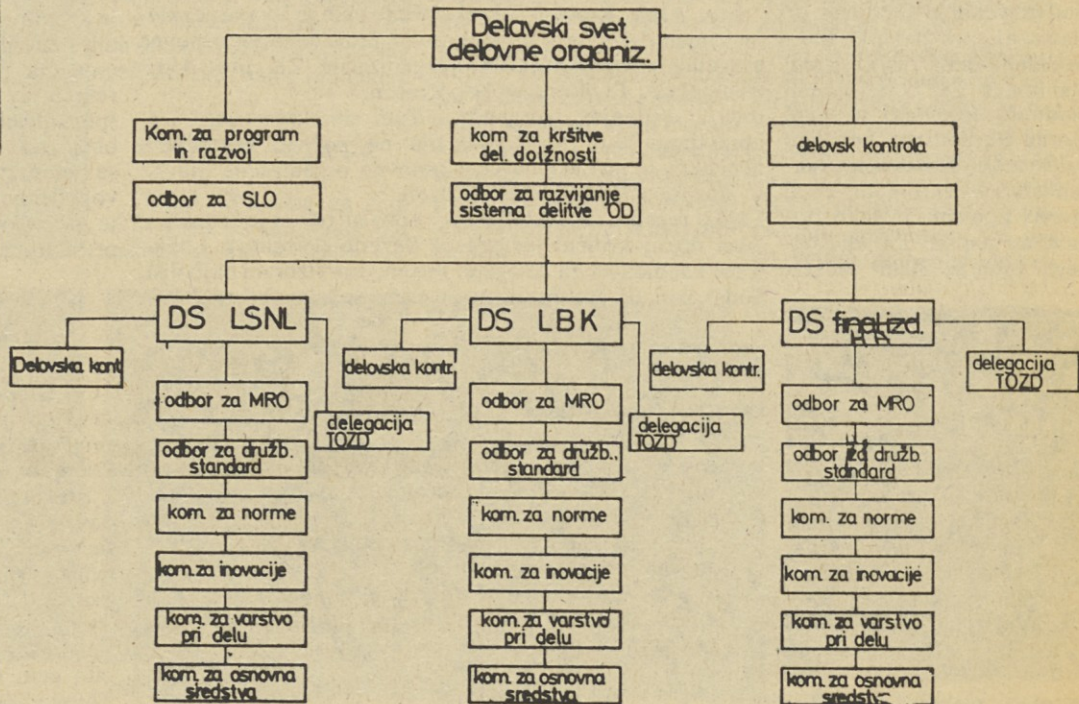 Delavski svet
delovne organiz.
Kom. za program
in razvoj
kom za kršitve
del. dolžnosti
delovsk kontrola
odbor za SLO
odbor za razvijanje
sistema delitve OD
DS LSNL
DS LBK
DS
Delovska kont
delovska kontr.
delovska kontr.
delegacija
TOZD
odbor za MRO
odbor za MRO
odbor za MRO
delegacija
TOZD
delegacija
TOZD
odbor za družb.
standard
odbor za družb..
standard
odbor za družb.
standard
kom. za norme
kom. za norme
kom. za norme
kom. za inovacije
kom. za inovacije
kom. za inovacije
kom. za varstvo
pri delu
kom. za varstvo
pri delu
kom. za varstvo
pri delu
kom. za osnovna
sredstva
kom. za osnovna
sredstva
kom. za osnovna
sredstv